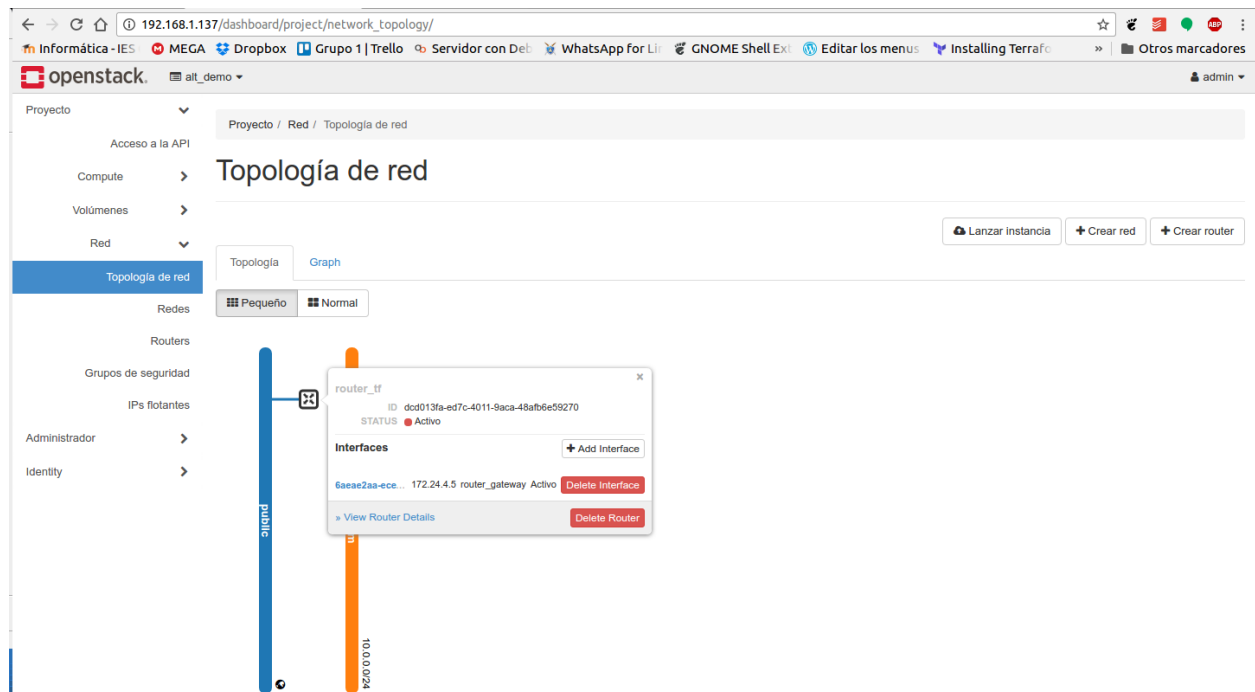 192.168.1.137/dashboard/project/network_topology/
Informática - IES MEGA Dropbox Grupo 1 | Trello Servidor con Deb WhatsApp for Lin GNOME Shell Ext Editar los menus Installing Terrafo » Otros marcadores
openstack. alt_demo admin
Proyecto
Acceso a la API
Compute
Volúmenes
Red
Topología de red
Redes
Routers
Grupos de seguridad
IPs flotantes
Administrador
Identity
Proyecto / Red / Topología de red
Topología de red
Lanzar instancia + Crear red + Crear router
Topología Graph
Pequeño Normal
router_tf ×
ID dcd013fa-ed7c-4011-9aca-48afb6e59270
STATUS Activo
Interfaces + Add Interface
6aeae2aa-ece... 172.24.4.5 router_gateway Activo Delete Interface
» View Router Details Delete Router
public
10.0.0.0/24